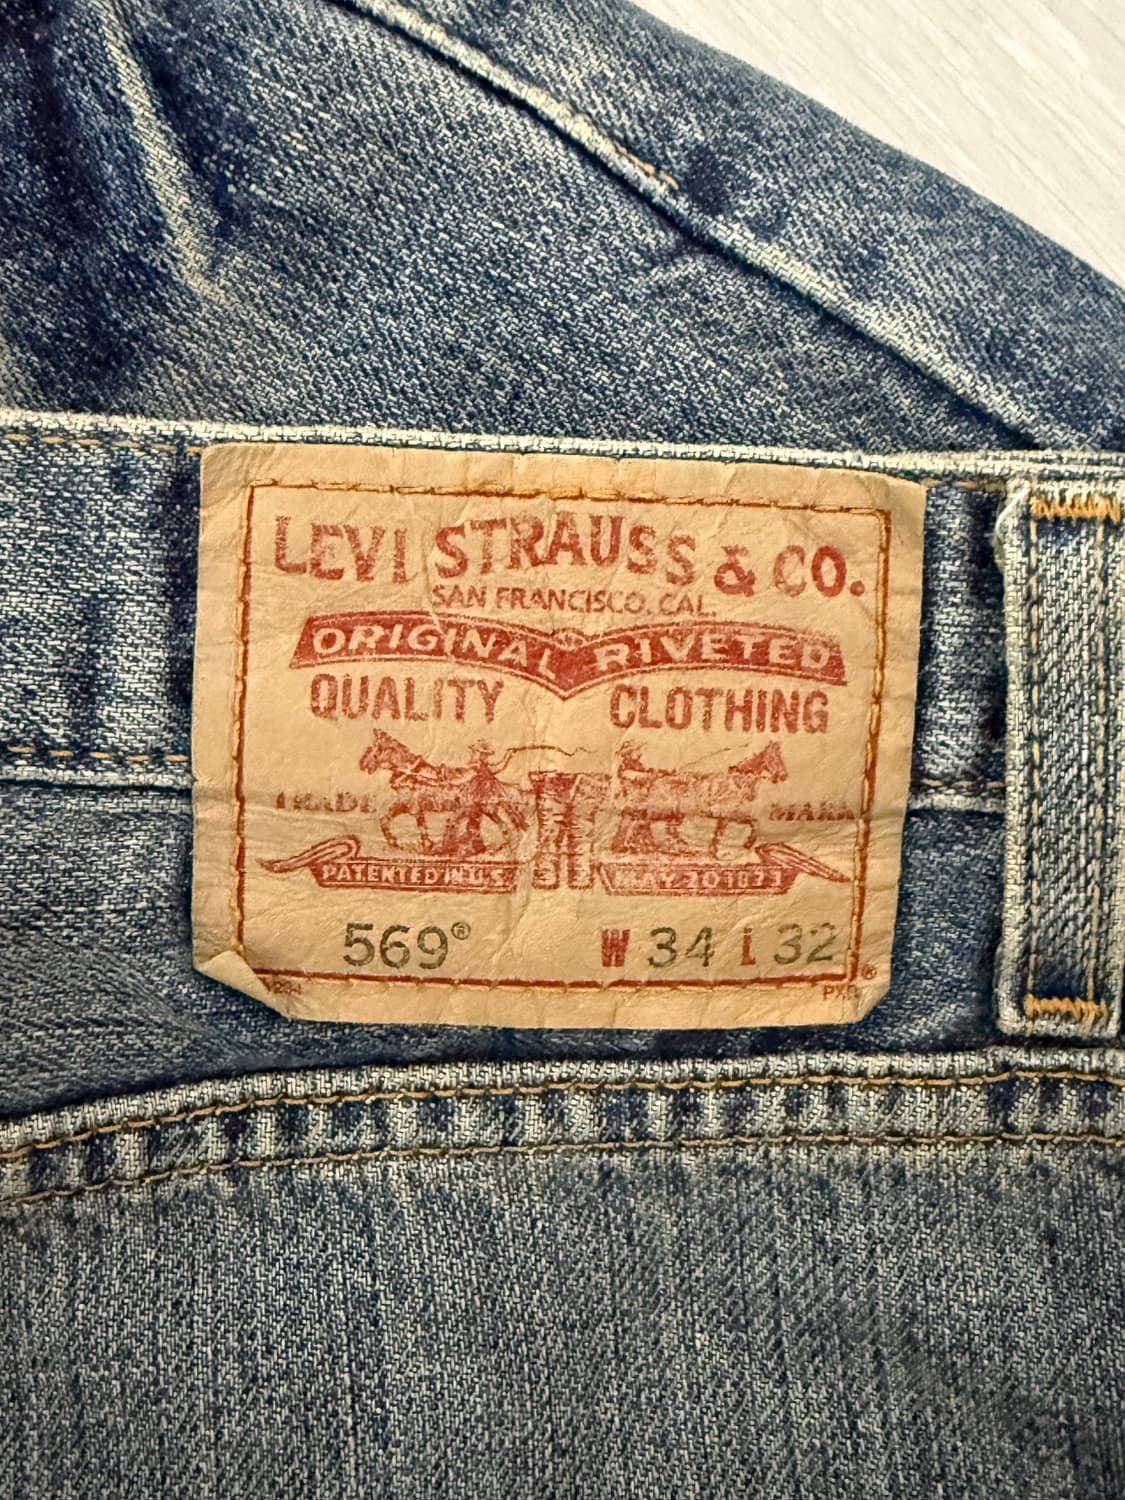 LEVI STRAUSS & CO.
SAN FRANCISCO, CAL.
ORIGINAL RIVETED
QUALITY CLOTHING
TRADE MARK
PATENTED IN U.S. MAY 20 1873
569® W 34 L 32
®